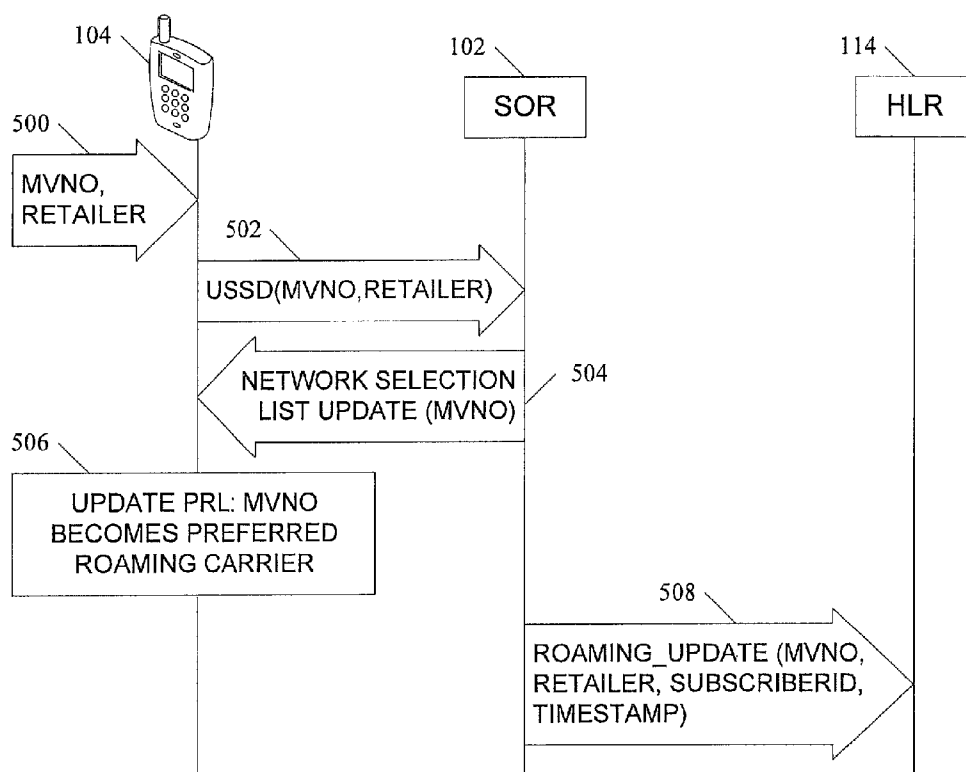 104
102
114
SOR
HLR
500
MVNO,
RETAILER
502
USSD(MVNO,RETAILER)
NETWORK SELECTION
LIST UPDATE (MVNO)
504
506
UPDATE PRL: MVNO
BECOMES PREFERRED
ROAMING CARRIER
508
ROAMING_UPDATE (MVNO,
RETAILER, SUBSCRIBERID,
TIMESTAMP)